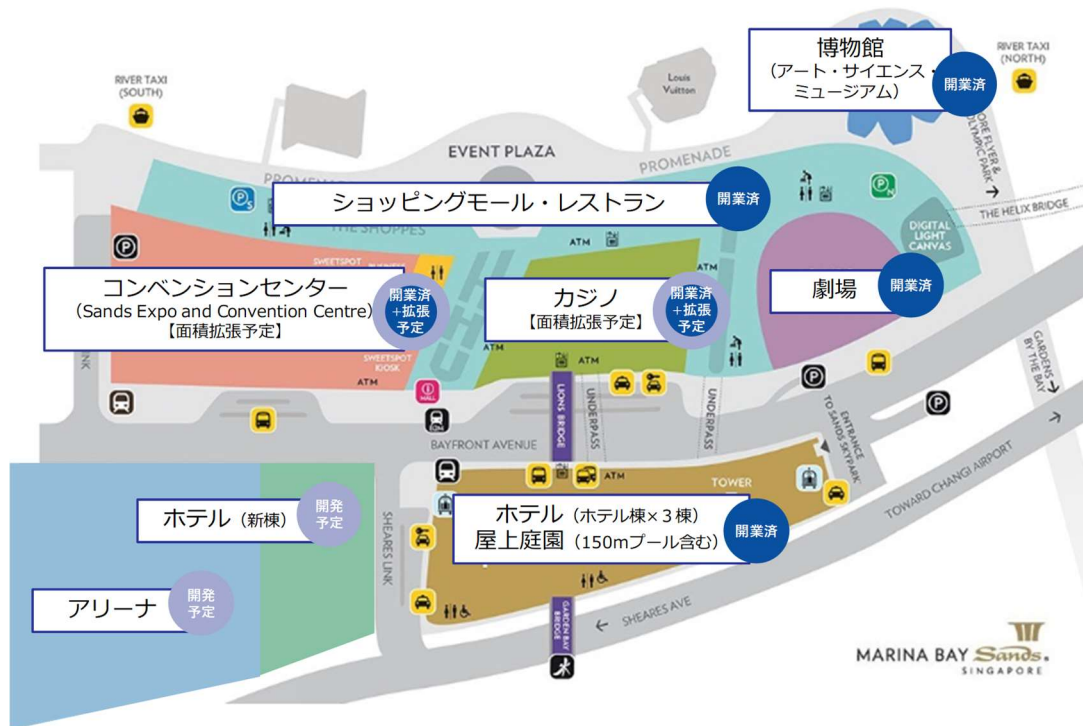 博物館
(アート・サイエンス・
ミュージアム)
開業済
RIVER TAXI
(NORTH)
RIVER TAXI
(SOUTH)
Louis
Vuitton
EVENT PLAZA
PROMENADE
ORE FLYER &
OLYMPIC PARK
THE HELIX BRIDGE
ショッピングモール・レストラン
開業済
THE SHOPPES
DIGITAL
LIGHT
CANVAS
ATM
SWEETSPOT
コンベンションセンター
(Sands Expo and Convention Centre)
【面積拡張予定】
開業済
+拡張
予定
カジノ
【面積拡張予定】
開業済
+拡張
予定
ATM
劇場
開業済
SWEETSPOT
KIOSK
ATM
ATM
ATM
LINK
MALL
B2M
LIONS BRIDGE
UNDERPASS
UNDERPASS
GARDENS
BY THE BAY
BAYFRONT AVENUE
ENTRANCE
TO SANDS SKYPARK
TOWARD CHANGI AIRPORT
ATM
TOWER
ホテル(新棟)
開発
予定
SHEARES LINK
ホテル(ホテル棟×3棟)
屋上庭園(150mプール含む)
開業済
アリーナ
開発
予定
GARDEN BAY
BRIDGE
SHEARES AVE
MARINA BAY Sands®
SINGAPORE